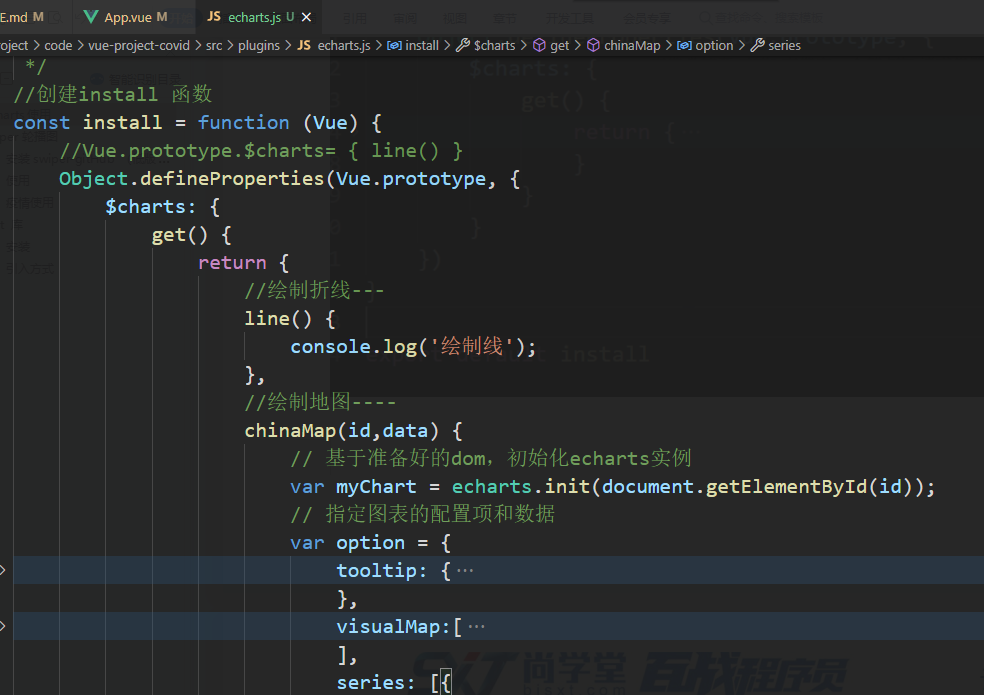 E.md M App.vue M JS echarts.js U ×
roject > code > vue-project-covid > src > plugins > JS echarts.js > install > $charts > get > chinaMap > option > series
*/
//创建install 函数
const install = function (Vue) {
//Vue.prototype.$charts= { line() }
Object.defineProperties(Vue.prototype, {
$charts: {
get() {
return {
//绘制折线---
line() {
console.log('绘制线');
},
//绘制地图----
chinaMap(id,data) {
// 基于准备好的dom，初始化echarts实例
var myChart = echarts.init(document.getElementById(id));
// 指定图表的配置项和数据
var option = {
tooltip: {···
},
visualMap:[···
],
series: [{
尚学堂 百战程序员